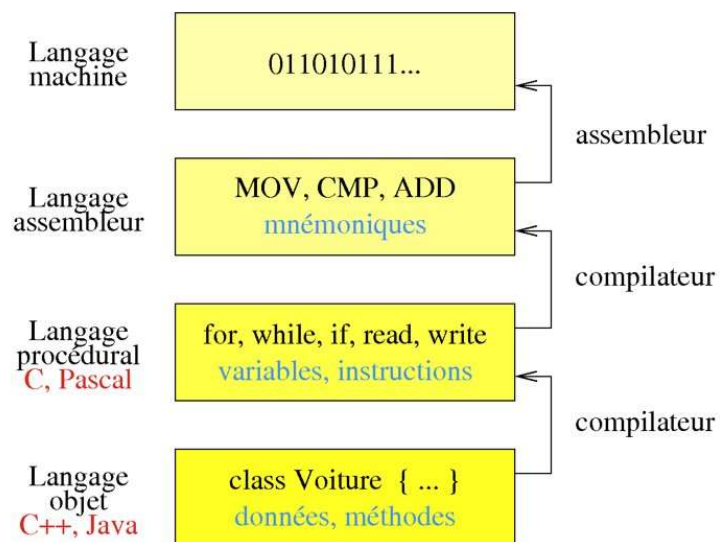 Langage
machine
011010111...
assembleur
Langage
assembleur
MOV, CMP, ADD
mnémoniques
compilateur
Langage
procédural
C, Pascal
for, while, if, read, write
variables, instructions
compilateur
Langage
objet
C++, Java
class Voiture { ... }
données, méthodes